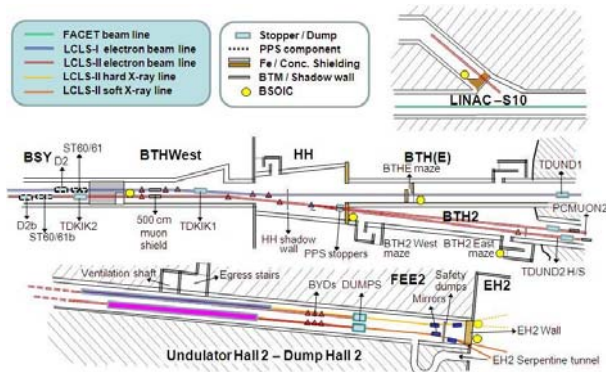 FACET beam line
LCLS-I electron beam line
LCLS-II electron beam line
LCLS-II hard X-ray line
LCLS-II soft X-ray line
Stopper / Dump
PPS component
Fe / Conc. Shielding
BTM / Shadow wall
BSOIC
LINAC –S10
BSY
ST60/61
D2
BTHWest
HH
BTH(E)
BTHE maze
TDUND1
D2b
ST60/61b
TDKIK2
500 cm
muon
shield
TDKIK1
HH shadow
wall
PPS stoppers
BTH2 West
maze
BTH2
BTH2 East
maze
PCMUON2
TDUND2 H/S
Ventilation shaft
Egress stairs
BYDs
DUMPS
FEE2
Mirrors
Safety
dumps
EH2
EH2 Wall
EH2 Serpentine tunnel
Undulator Hall 2 – Dump Hall 2